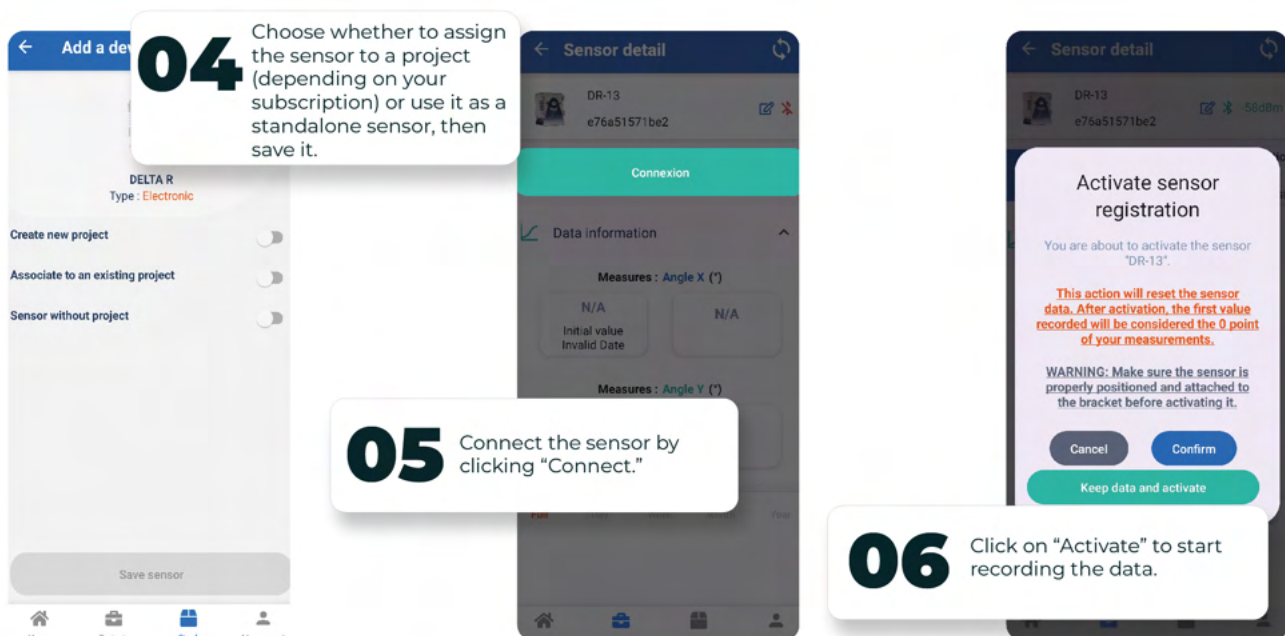 04
Choose whether to assign
the sensor to a project
(depending on your
subscription) or use it as a
standalone sensor, then
save it.
Add a de
DELTA R
Type : Electronic
Create new project
Associate to an existing project
Sensor without project
Save sensor
Sensor detail
DR-13
e76a51571be2
Connexion
Data information
Measures : Angle X (°)
N/A
Initial value
Invalid Date
N/A
Measures : Angle Y (°)
05
Connect the sensor by
clicking “Connect.”
Full
Year
Sensor detail
DR-13
e76a51571be2
-58dBm
Activate sensor
registration
You are about to activate the sensor
"DR-13".
This action will reset the sensor
data. After activation, the first value
recorded will be considered the 0 point
of your measurements.
WARNING: Make sure the sensor is
properly positioned and attached to
the bracket before activating it.
Cancel
Confirm
Keep data and activate
06
Click on “Activate” to start
recording the data.